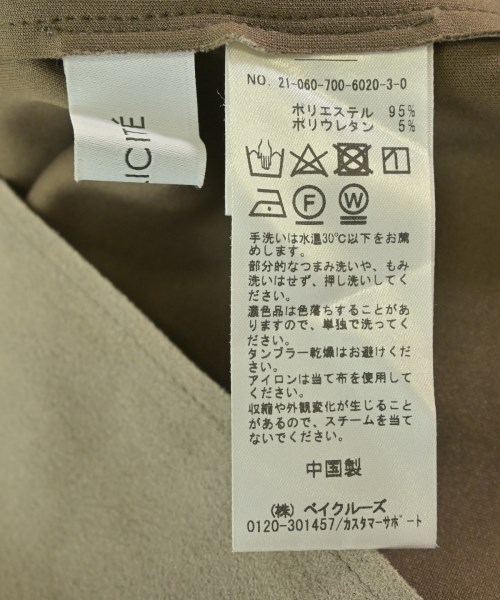 ICITÉ
NO. 21-060-700-6020-3-0
ポリエステル 95%
ポリウレタン 5%
F
W
手洗いは水温30℃以下をお薦
めします。
部分的なつまみ洗いや、もみ
洗いはせず、押し洗いしてく
ださい。
濃色品は色落ちすることがあ
りますので、単独で洗ってく
ださい。
タンブラー乾燥はお避けくだ
さい。
アイロンは当て布を使用して
ください。
収縮や外観変化が生じること
があるので、スチームを当て
ないでください。
中国製
(株) ベイクルーズ
0120-301457/カスタマーサポート